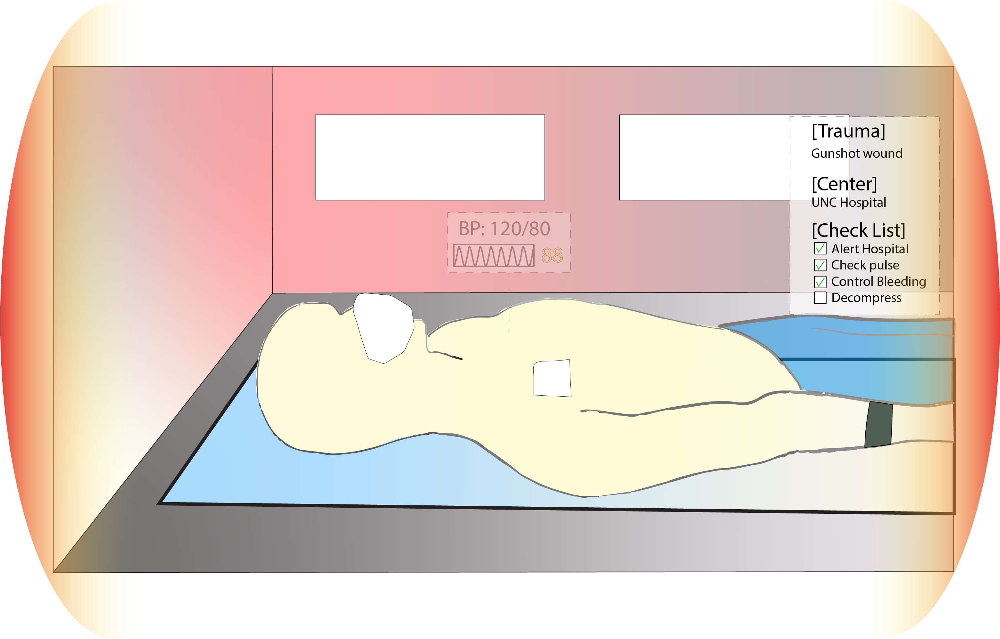 BP: 120/80
88
[Trauma]
Gunshot wound
[Center]
UNC Hospital
[Check List]
Alert Hospital
Check pulse
Control Bleeding
Decompress